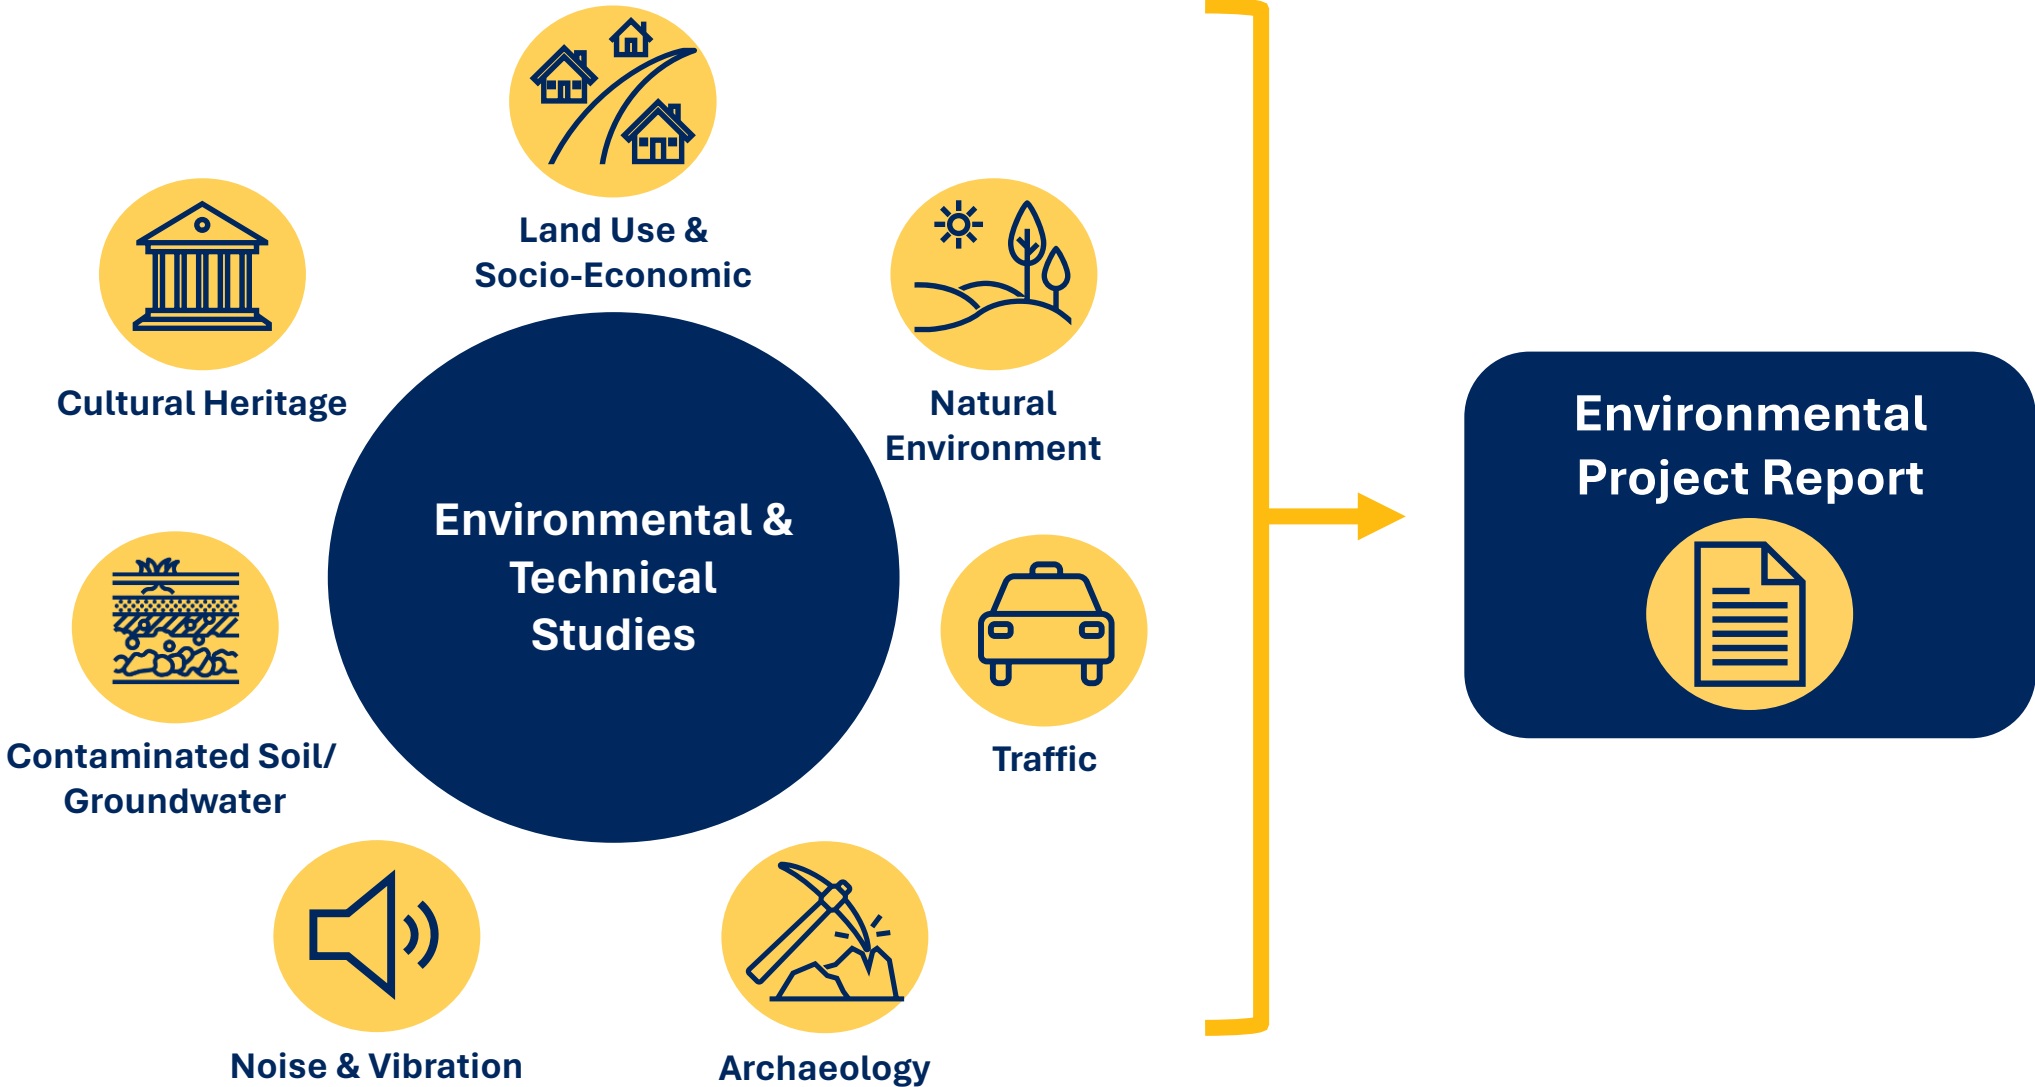 Land Use &
Socio-Economic
Natural
Environment
Traffic
Archaeology
Noise & Vibration
Contaminated Soil/
Groundwater
Cultural Heritage
Environmental &
Technical
Studies
Environmental
Project Report